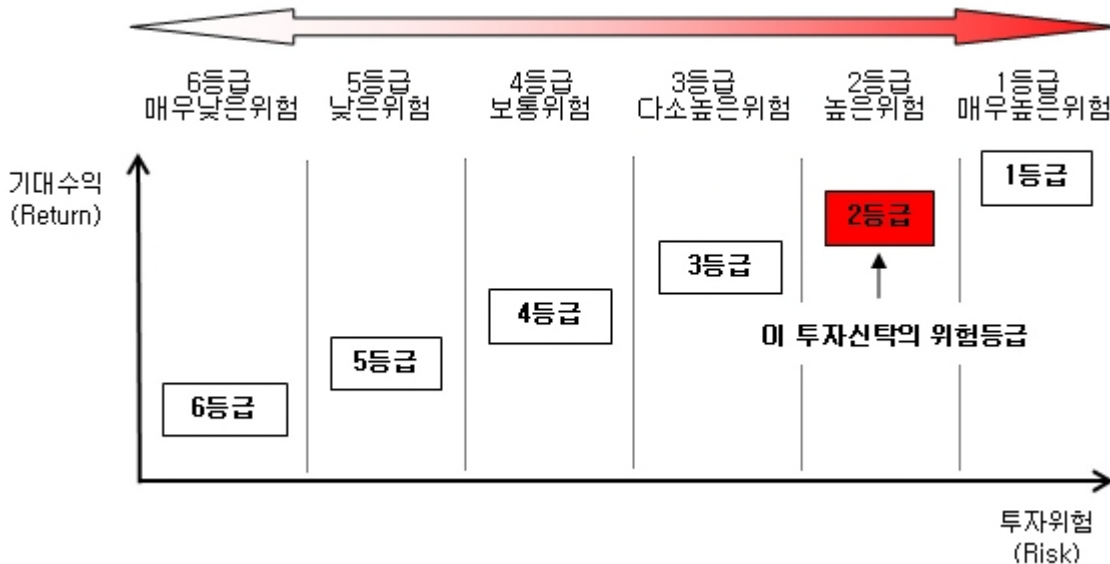 6등급
매우낮은위험
5등급
낮은위험
4등급
보통위험
3등급
다소높은위험
2등급
높은위험
1등급
매우높은위험
기대수익
(Return)
1등급
2등급
3등급
4등급
이 투자신탁의 위험등급
5등급
6등급
투자위험
(Risk)